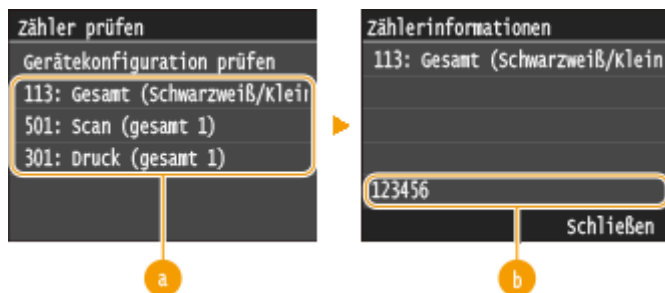 Zähler prüfen
Gerätekonfiguration prüfen
113: Gesamt (Schwarzweiß/Klein
501: Scan (gesamt 1)
301: Druck (gesamt 1)
a
Zählerinformationen
113: Gesamt (Schwarzweiß/Klein
123456
Schließen
b